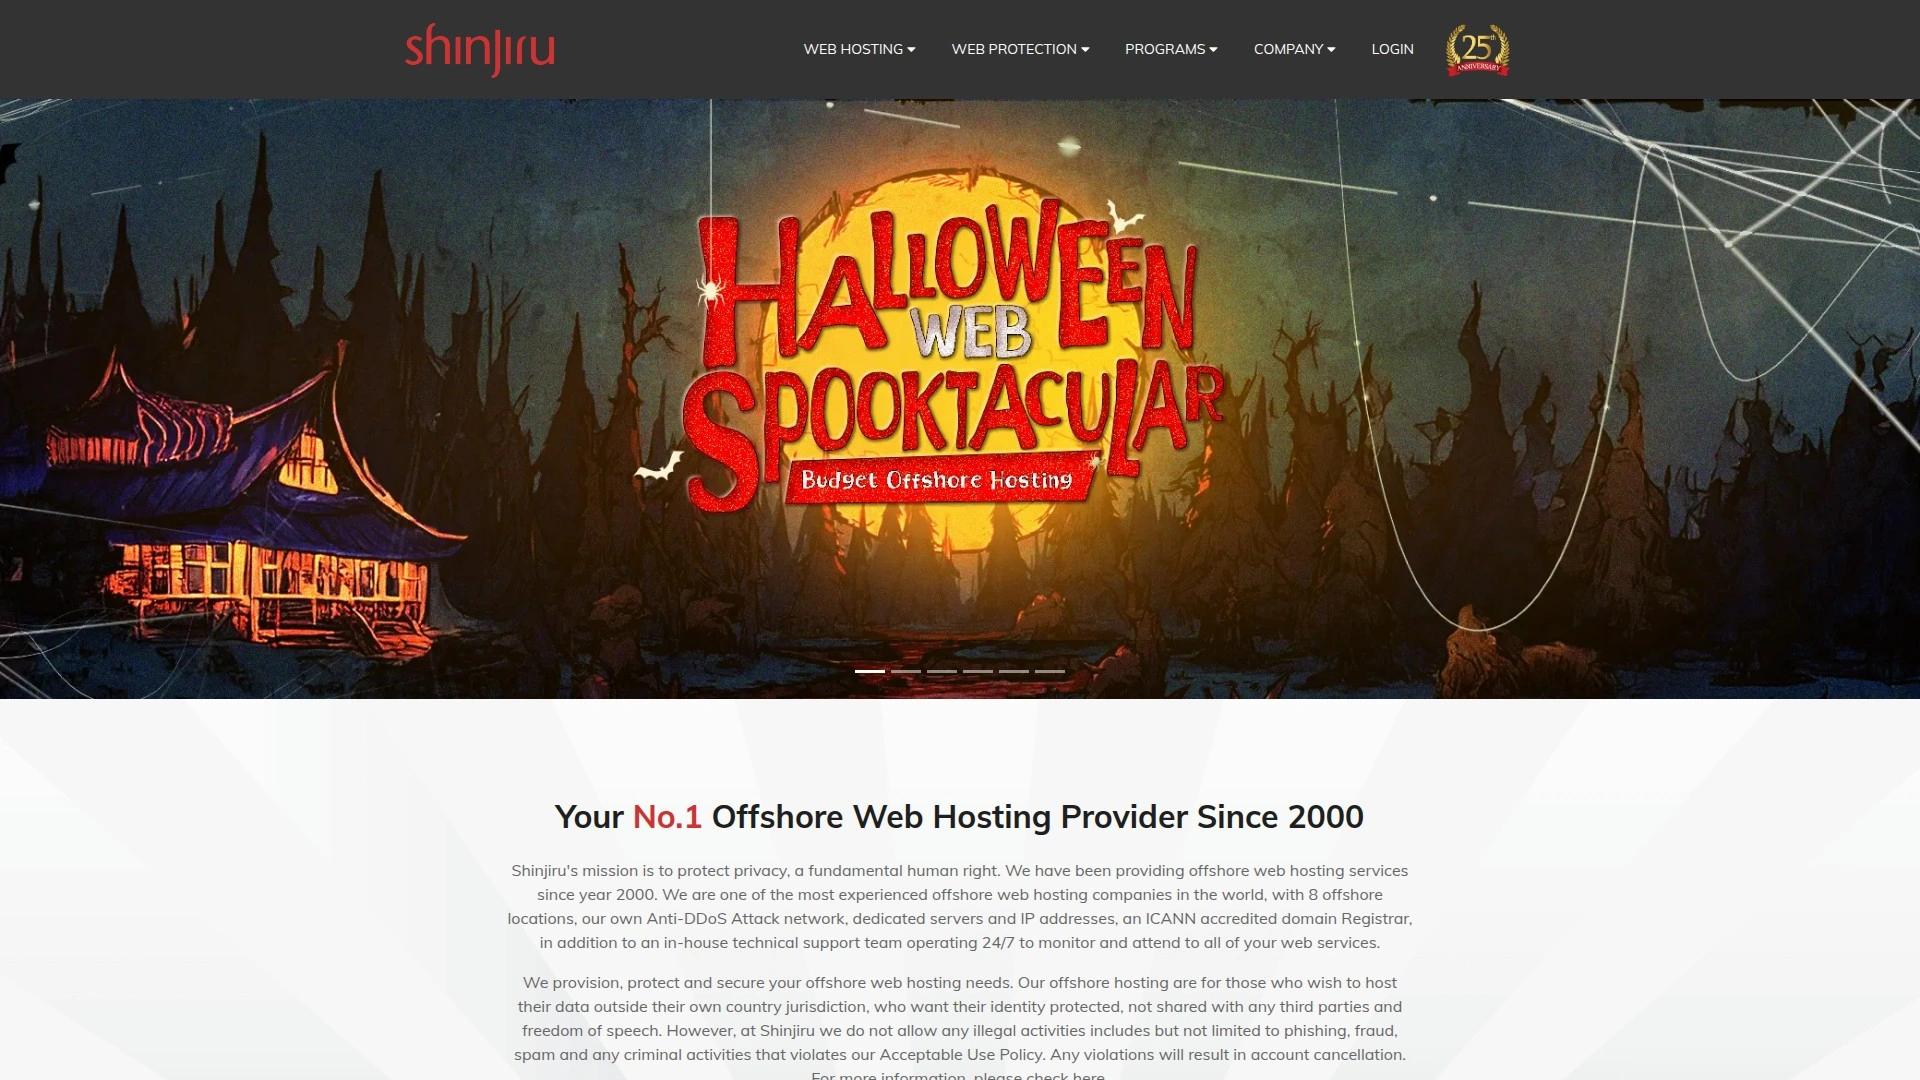 shinjiru
WEB HOSTING
WEB PROTECTION
PROGRAMS
COMPANY
LOGIN
25th
ANNIVERSARY
HALLOWEEN
WEB
SPOOKTACULAR
Budget Offshore Hosting
Your No.1 Offshore Web Hosting Provider Since 2000
Shinjiru's mission is to protect privacy, a fundamental human right. We have been providing offshore web hosting services
since year 2000. We are one of the most experienced offshore web hosting companies in the world, with 8 offshore
locations, our own Anti-DDoS Attack network, dedicated servers and IP addresses, an ICANN accredited domain Registrar,
in addition to an in-house technical support team operating 24/7 to monitor and attend to all of your web services.
We provision, protect and secure your offshore web hosting needs. Our offshore hosting are for those who wish to host
their data outside their own country jurisdiction, who want their identity protected, not shared with any third parties and
freedom of speech. However, at Shinjiru we do not allow any illegal activities includes but not limited to phishing, fraud,
spam and any criminal activities that violates our Acceptable Use Policy. Any violations will result in account cancellation.
For more information, please check here.